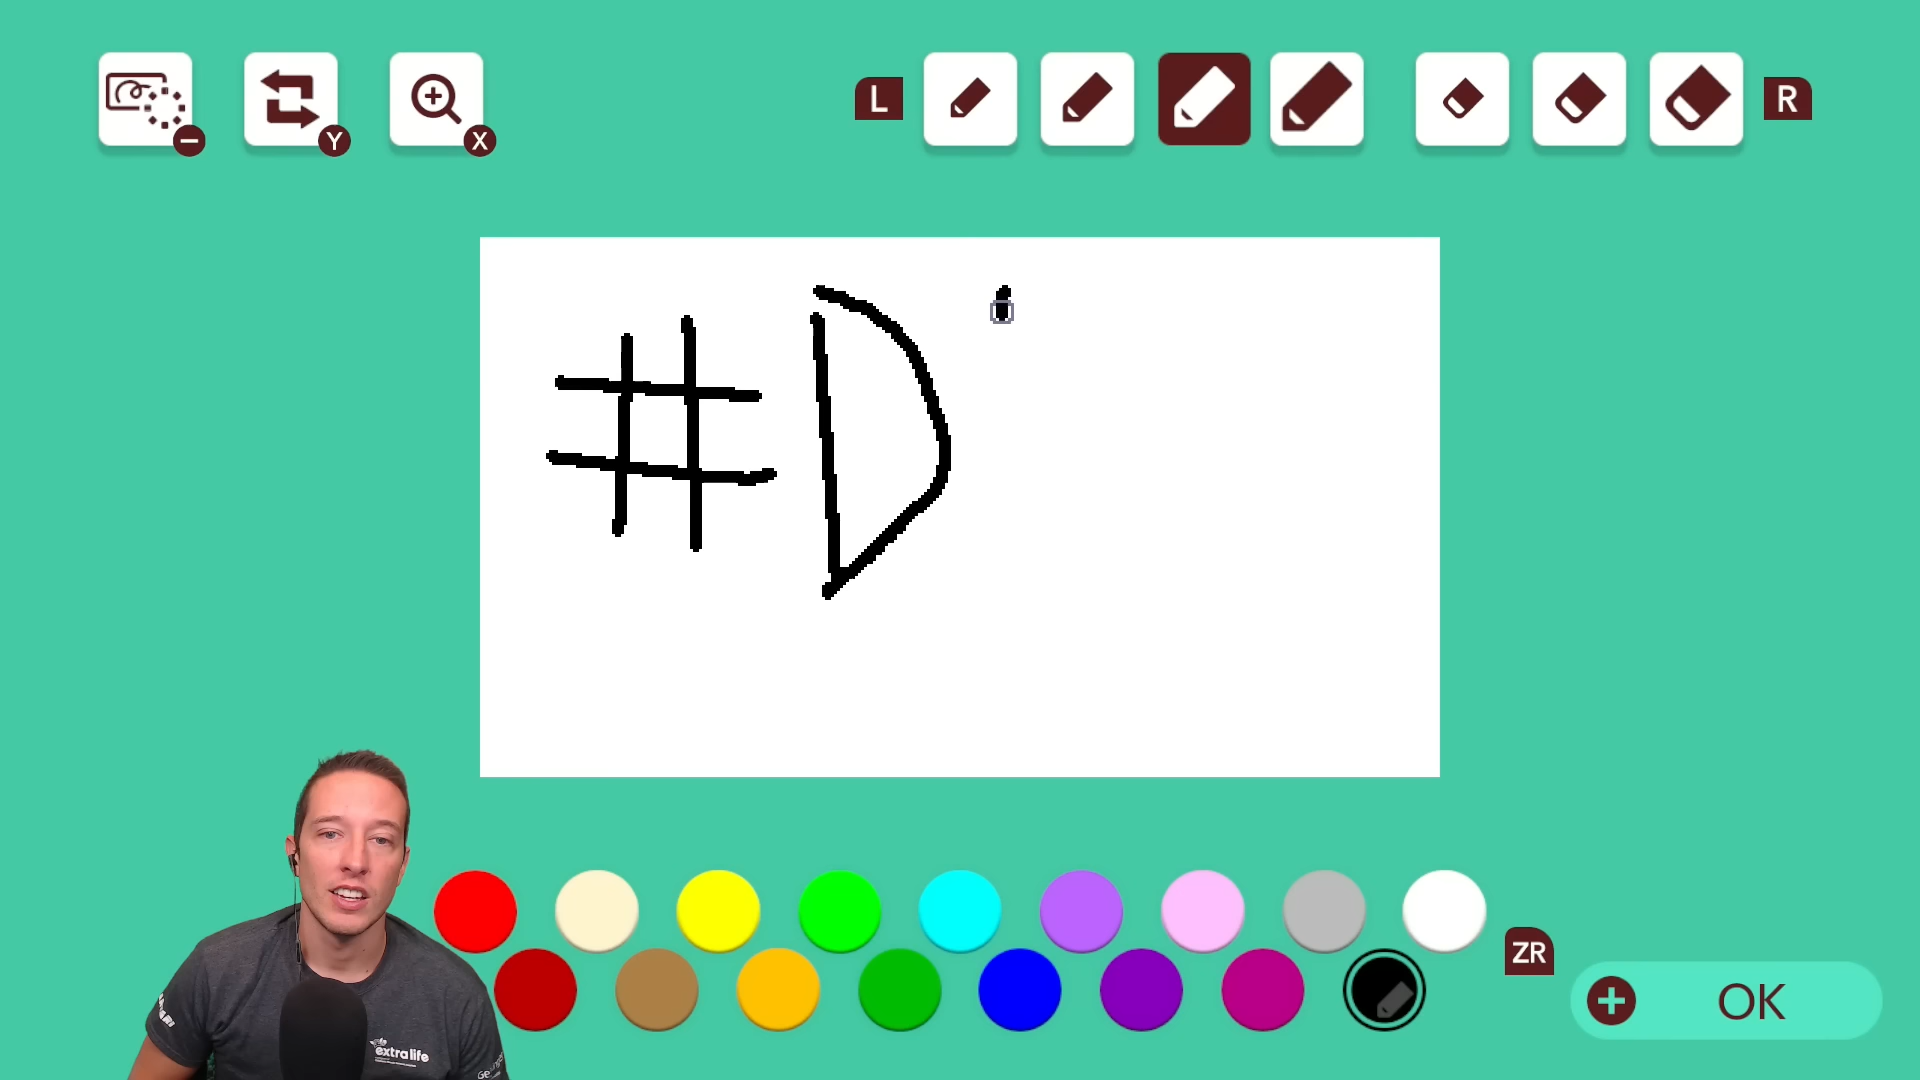 L R
− Y X
#D
ZR
+ OK
extralife